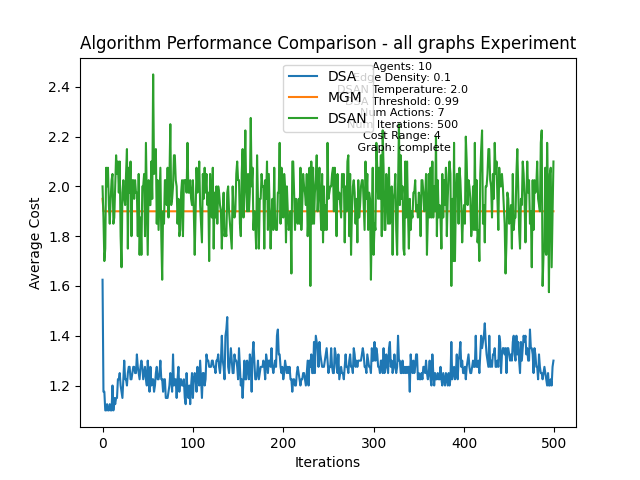 Algorithm Performance Comparison - all graphs Experiment
Agents: 10
Edge Density: 0.1
DSAN Temperature: 2.0
DSA Threshold: 0.99
Num Actions: 7
Num Iterations: 500
Cost Range: 4
Graph: complete
DSA
MGM
DSAN
Average Cost
2.4
2.2
2.0
1.8
1.6
1.4
1.2
0
100
200
300
400
500
Iterations